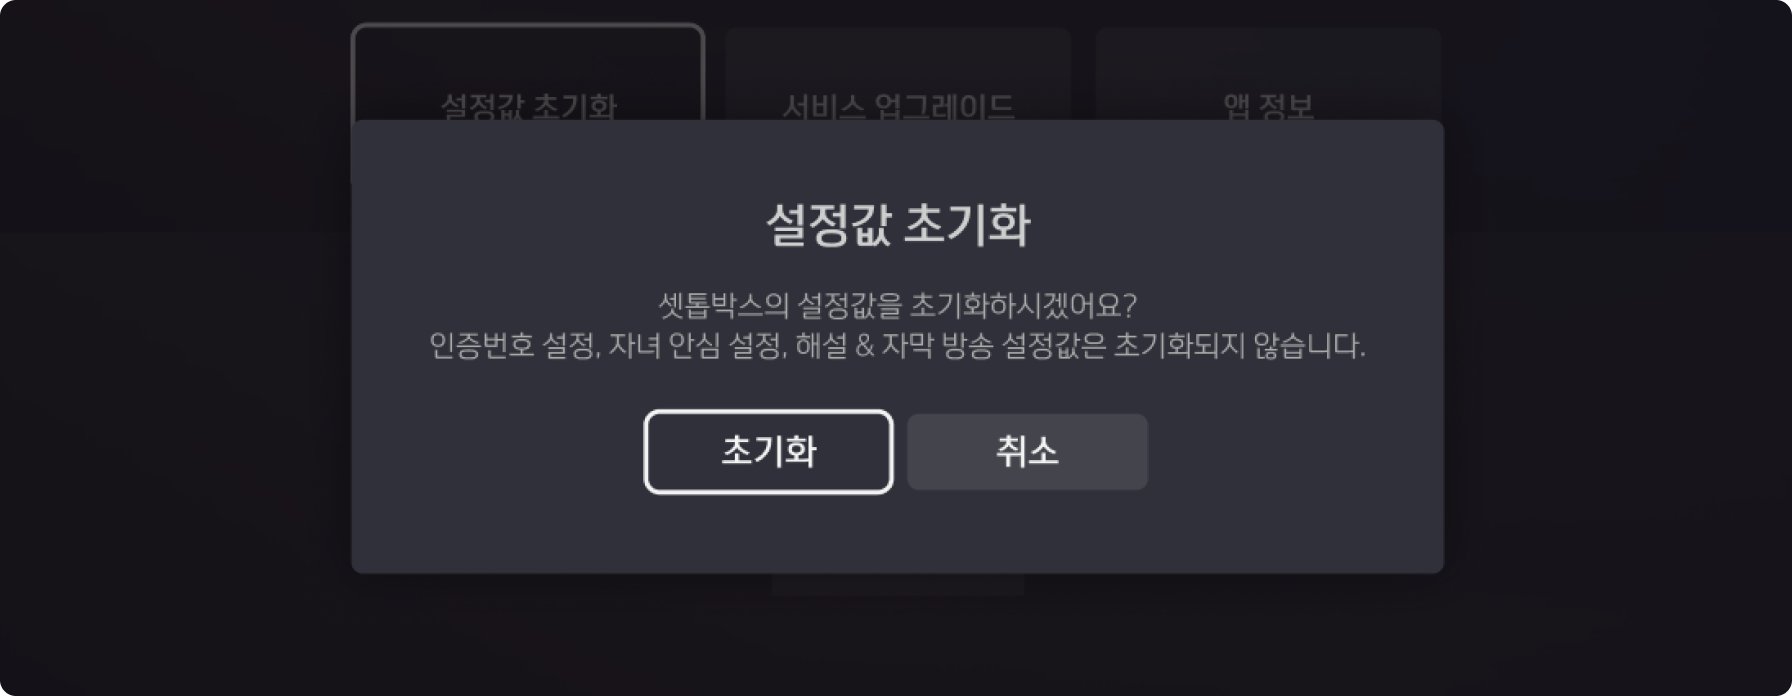 설정값 초기화
서비스 업그레이드
앱 정보
설정값 초기화
셋톱박스의 설정값을 초기화하시겠어요?
인증번호 설정, 자녀 안심 설정, 해설 & 자막 방송 설정값은 초기화되지 않습니다.
초기화
취소